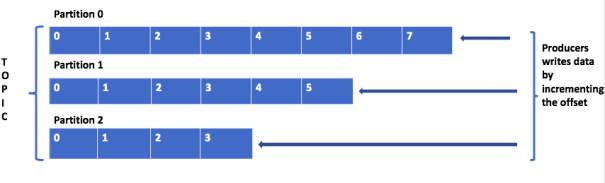 Partition 0
0 1 2 3 4 5 6 7
Partition 1
0 1 2 3 4 5
Partition 2
0 1 2 3
T
O
P
I
C
Producers
writes data
by
incrementing
the offset